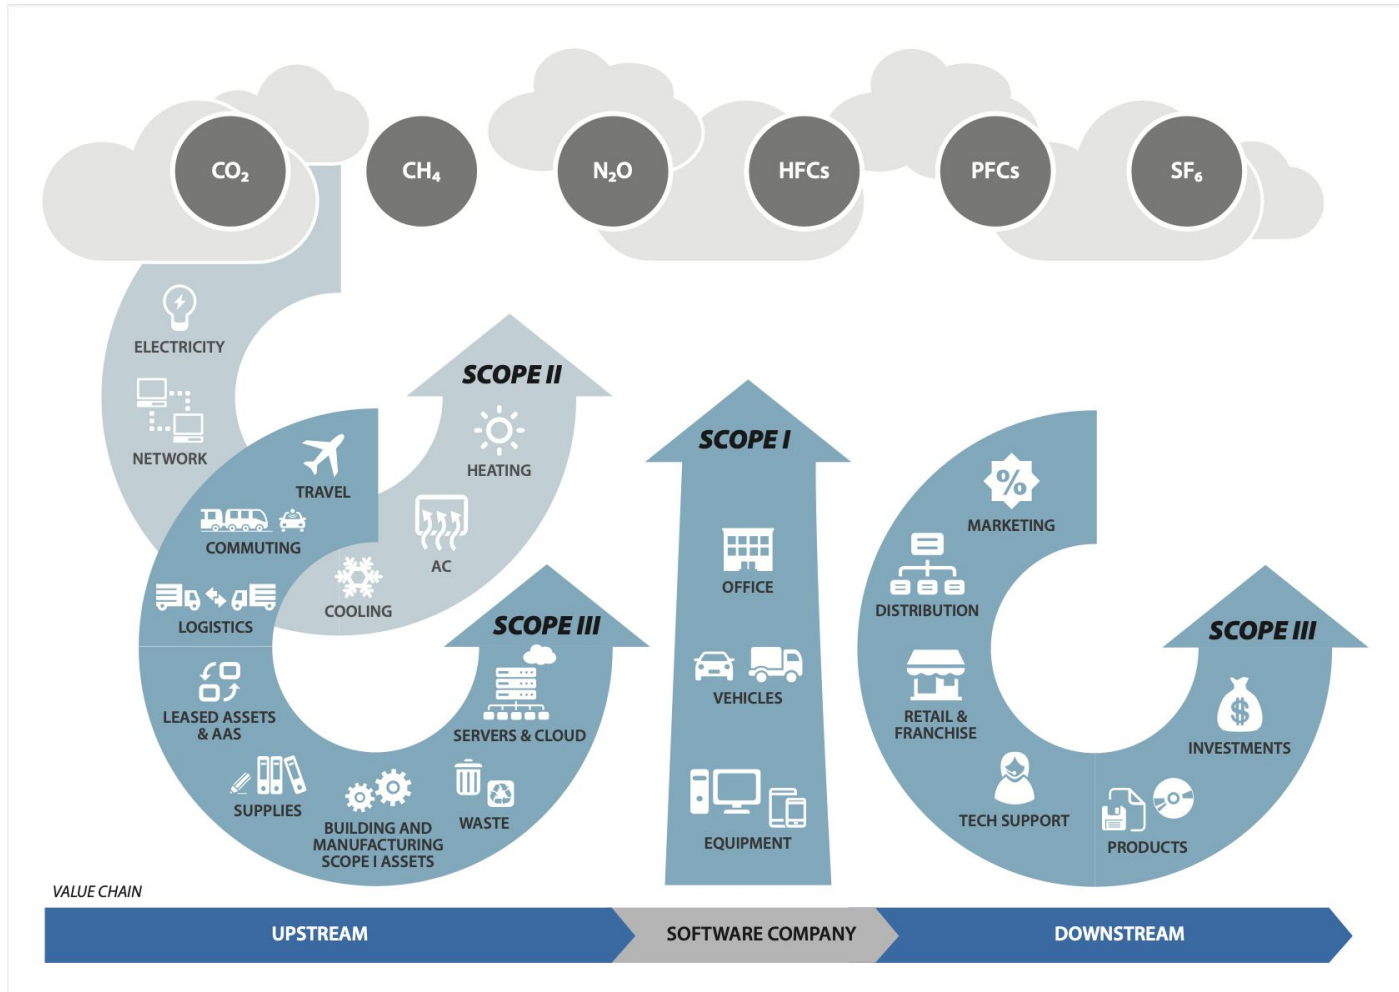 CO₂
CH₄
N₂O
HFCs
PFCs
SF₆
ELECTRICITY
NETWORK
SCOPE II
HEATING
AC
COOLING
TRAVEL
COMMUTING
LOGISTICS
LEASED ASSETS
& AAS
SUPPLIES
BUILDING AND
MANUFACTURING
SCOPE I ASSETS
WASTE
SERVERS & CLOUD
SCOPE III
SCOPE I
OFFICE
VEHICLES
EQUIPMENT
%
MARKETING
DISTRIBUTION
RETAIL &
FRANCHISE
TECH SUPPORT
PRODUCTS
$
INVESTMENTS
SCOPE III
VALUE CHAIN
UPSTREAM
SOFTWARE COMPANY
DOWNSTREAM